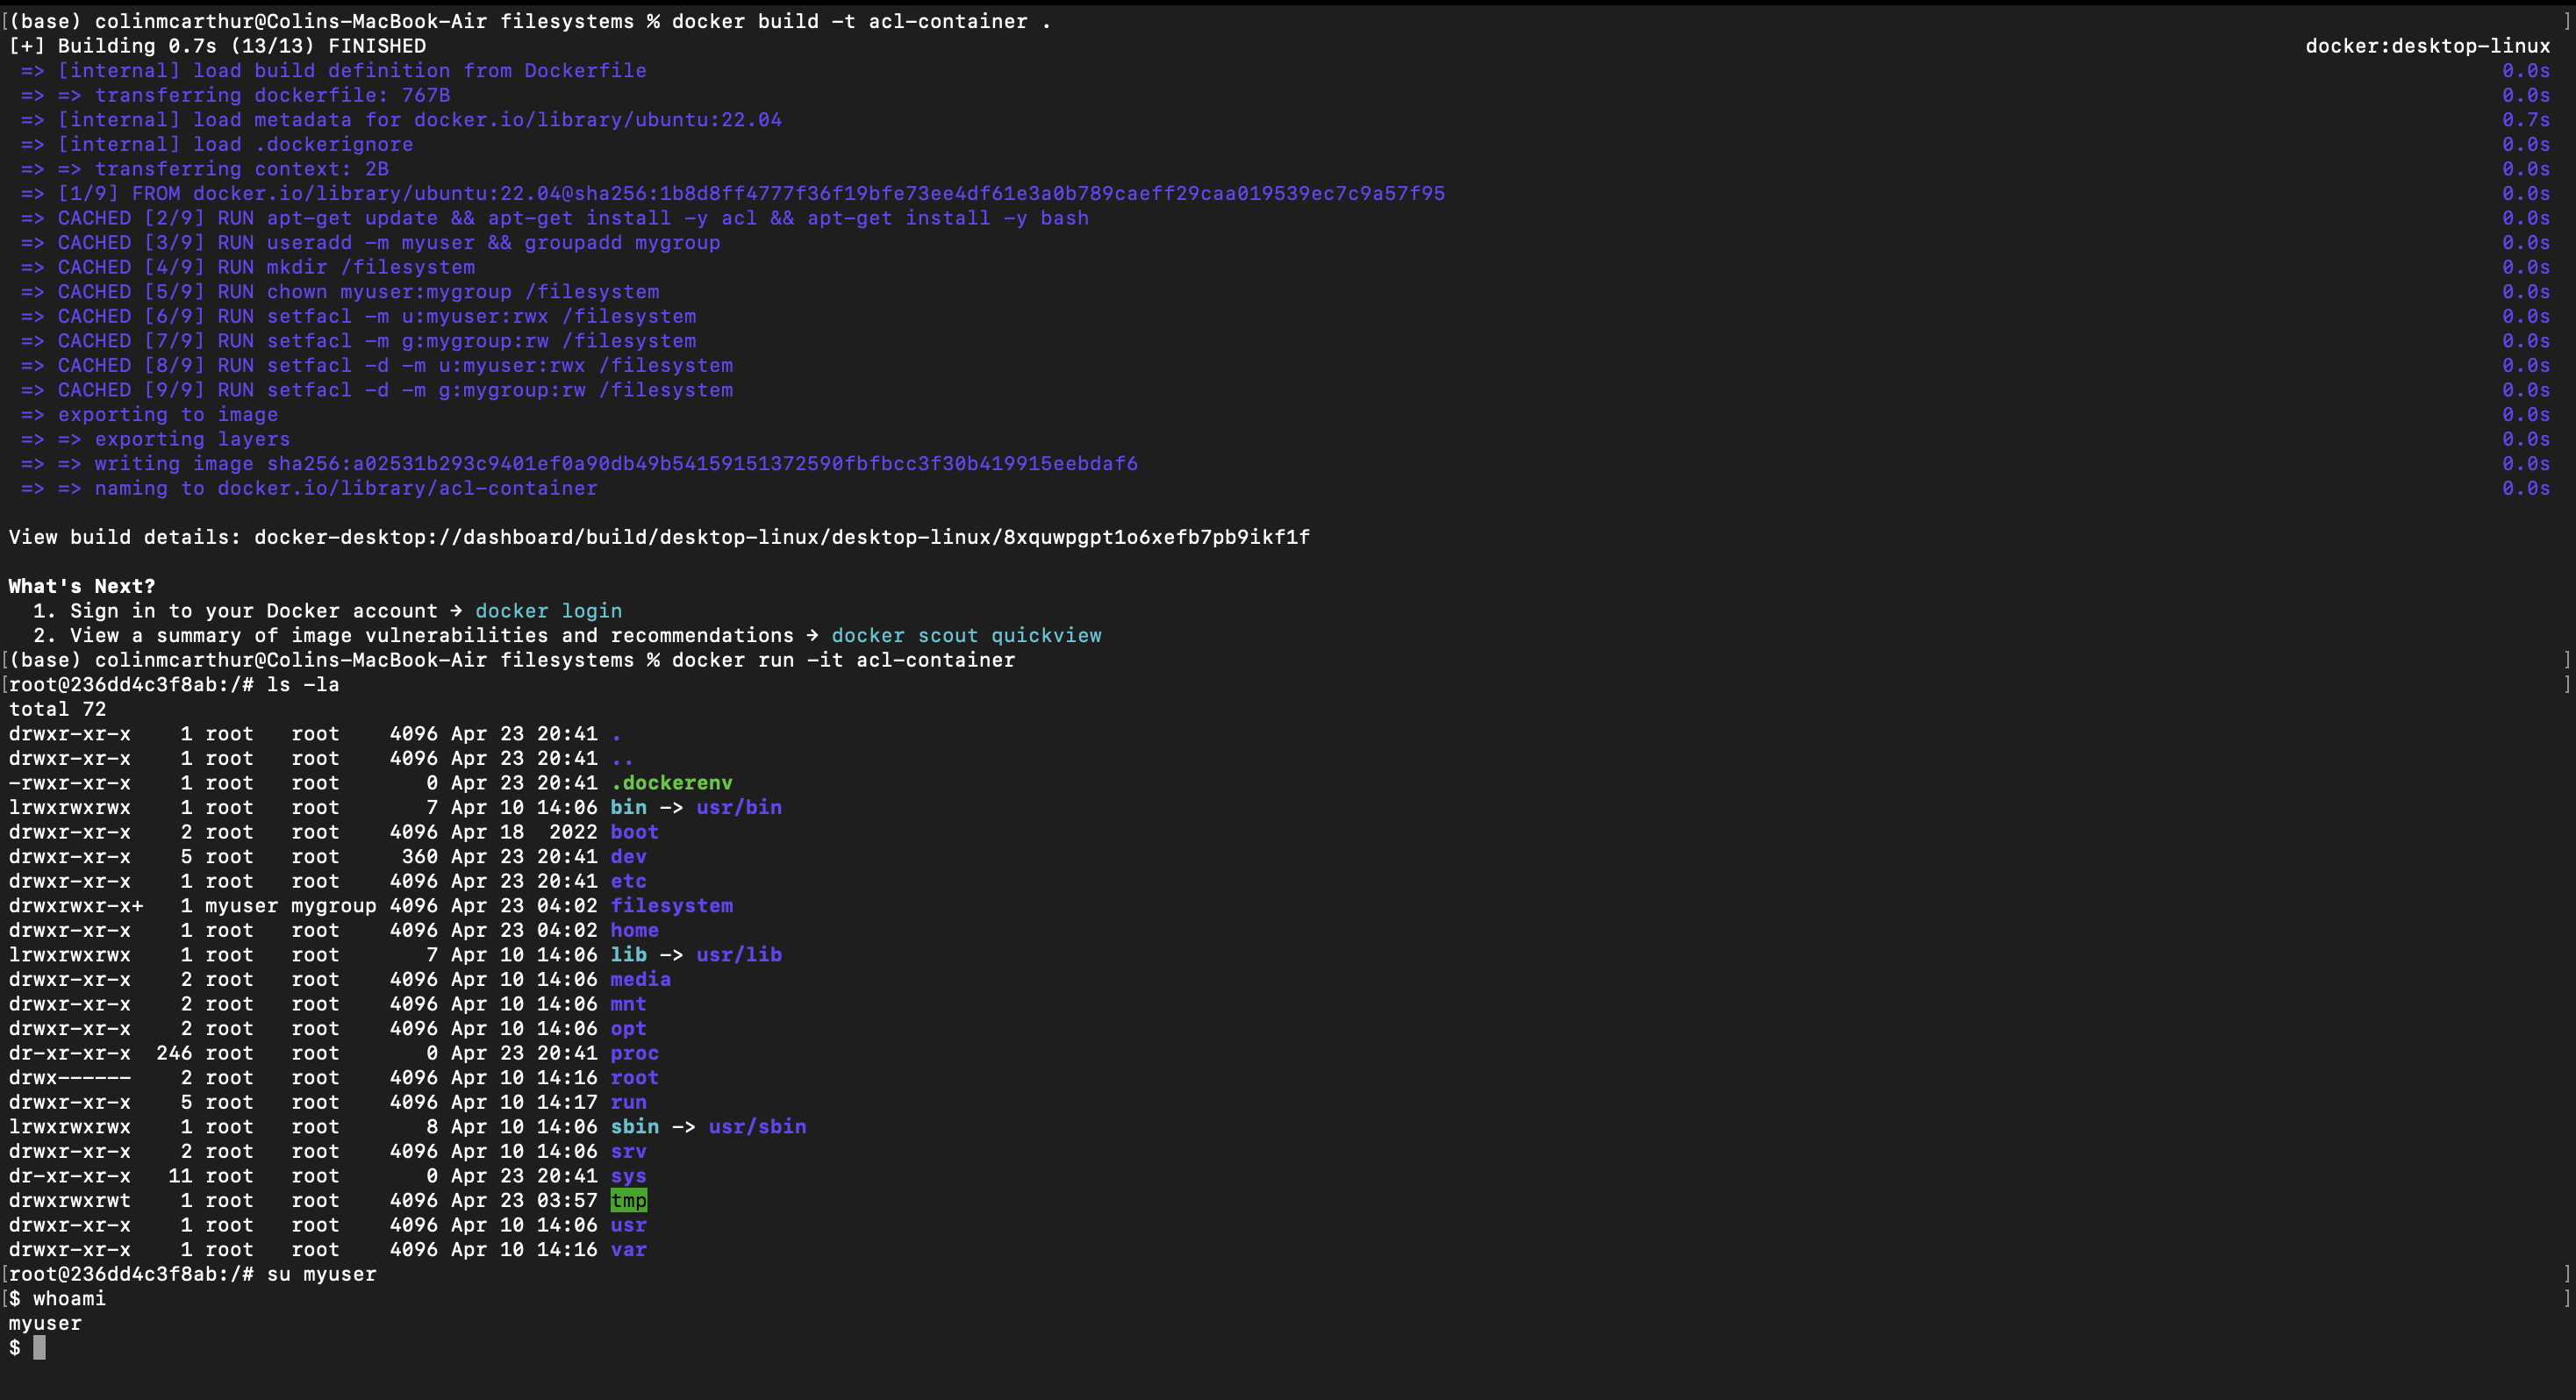 (base) colinmcarthur@Colins-MacBook-Air filesystems % docker build -t acl-container .
[+] Building 0.7s (13/13) FINISHED docker:desktop-linux
=> [internal] load build definition from Dockerfile 0.0s
=> => transferring dockerfile: 767B 0.0s
=> [internal] load metadata for docker.io/library/ubuntu:22.04 0.7s
=> [internal] load .dockerignore 0.0s
=> => transferring context: 2B 0.0s
=> [1/9] FROM docker.io/library/ubuntu:22.04@sha256:1b8d8ff4777f36f19bfe73ee4df61e3a0b789caeff29caa019539ec7c9a57f95 0.0s
=> CACHED [2/9] RUN apt-get update && apt-get install -y acl && apt-get install -y bash 0.0s
=> CACHED [3/9] RUN useradd -m myuser && groupadd mygroup 0.0s
=> CACHED [4/9] RUN mkdir /filesystem 0.0s
=> CACHED [5/9] RUN chown myuser:mygroup /filesystem 0.0s
=> CACHED [6/9] RUN setfacl -m u:myuser:rwx /filesystem 0.0s
=> CACHED [7/9] RUN setfacl -m g:mygroup:rw /filesystem 0.0s
=> CACHED [8/9] RUN setfacl -d -m u:myuser:rwx /filesystem 0.0s
=> CACHED [9/9] RUN setfacl -d -m g:mygroup:rw /filesystem 0.0s
=> exporting to image 0.0s
=> => exporting layers 0.0s
=> => writing image sha256:a02531b293c9401ef0a90db49b54159151372590fbfbcc3f30b419915eebdaf6 0.0s
=> => naming to docker.io/library/acl-container 0.0s
View build details: docker-desktop://dashboard/build/desktop-linux/desktop-linux/8xquwpgpt1o6xefb7pb9ikf1f
What's Next?
1. Sign in to your Docker account → docker login
2. View a summary of image vulnerabilities and recommendations → docker scout quickview
(base) colinmcarthur@Colins-MacBook-Air filesystems % docker run -it acl-container
root@236dd4c3f8ab:/# ls -la
total 72
drwxr-xr-x 1 root root 4096 Apr 23 20:41 .
drwxr-xr-x 1 root root 4096 Apr 23 20:41 ..
-rwxr-xr-x 1 root root 0 Apr 23 20:41 .dockerenv
lrwxrwxrwx 1 root root 7 Apr 10 14:06 bin -> usr/bin
drwxr-xr-x 2 root root 4096 Apr 18 2022 boot
drwxr-xr-x 5 root root 360 Apr 23 20:41 dev
drwxr-xr-x 1 root root 4096 Apr 23 20:41 etc
drwxrwxr-x+ 1 myuser mygroup 4096 Apr 23 04:02 filesystem
drwxr-xr-x 1 root root 4096 Apr 23 04:02 home
lrwxrwxrwx 1 root root 7 Apr 10 14:06 lib -> usr/lib
drwxr-xr-x 2 root root 4096 Apr 10 14:06 media
drwxr-xr-x 2 root root 4096 Apr 10 14:06 mnt
drwxr-xr-x 2 root root 4096 Apr 10 14:06 opt
dr-xr-xr-x 246 root root 0 Apr 23 20:41 proc
drwx------ 2 root root 4096 Apr 10 14:16 root
drwxr-xr-x 5 root root 4096 Apr 10 14:17 run
lrwxrwxrwx 1 root root 8 Apr 10 14:06 sbin -> usr/sbin
drwxr-xr-x 2 root root 4096 Apr 10 14:06 srv
dr-xr-xr-x 11 root root 0 Apr 23 20:41 sys
drwxrwxrwt 1 root root 4096 Apr 23 03:57 tmp
drwxr-xr-x 1 root root 4096 Apr 10 14:06 usr
drwxr-xr-x 1 root root 4096 Apr 10 14:16 var
root@236dd4c3f8ab:/# su myuser
$ whoami
myuser
$